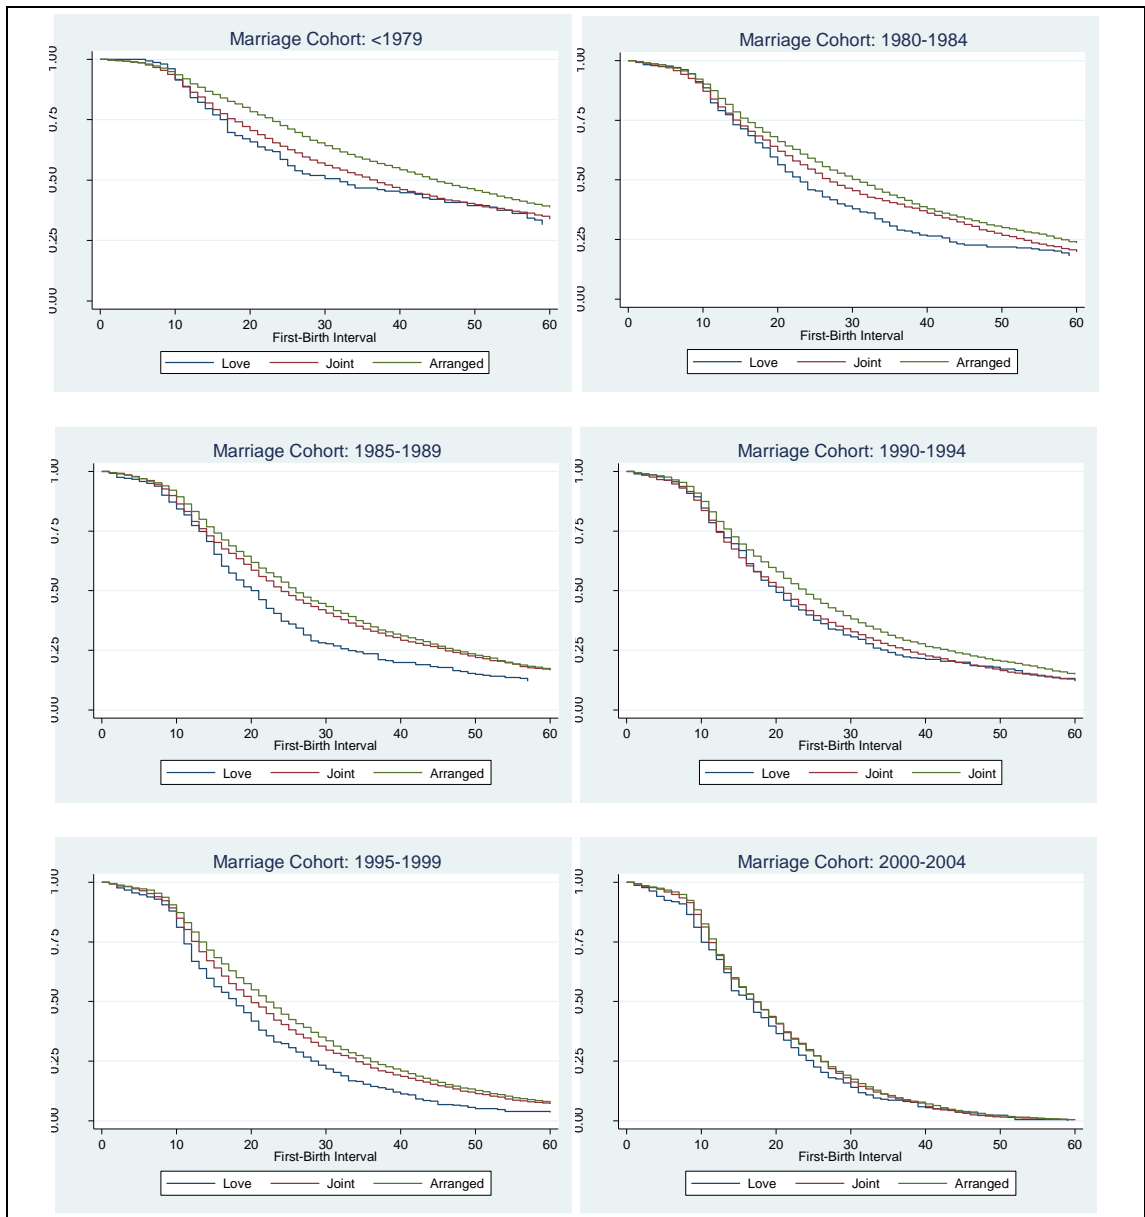 Marriage Cohort: <1979
1.00
0.75
0.50
0.25
0.00
0 10 20 30 40 50 60
First-Birth Interval
Love Joint Arranged
Marriage Cohort: 1980-1984
1.00
0.75
0.50
0.25
0.00
0 10 20 30 40 50 60
First-Birth Interval
Love Joint Arranged
Marriage Cohort: 1985-1989
1.00
0.75
0.50
0.25
0.00
0 10 20 30 40 50 60
First-Birth Interval
Love Joint Arranged
Marriage Cohort: 1990-1994
1.00
0.75
0.50
0.25
0.00
0 10 20 30 40 50 60
First-Birth Interval
Love Joint Joint
Marriage Cohort: 1995-1999
1.00
0.75
0.50
0.25
0.00
0 10 20 30 40 50 60
First-Birth Interval
Love Joint Arranged
Marriage Cohort: 2000-2004
1.00
0.75
0.50
0.25
0.00
0 10 20 30 40 50 60
First-Birth Interval
Love Joint Arranged